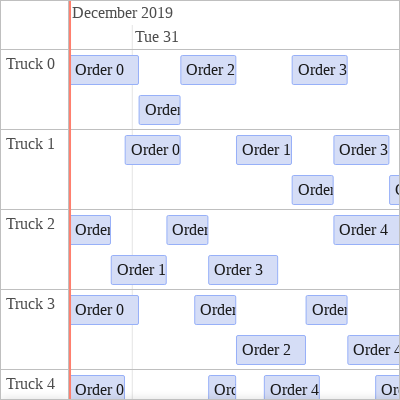 December 2019
Tue 31
Truck 0
Order 0
Order 2
Order 3
Order
Truck 1
Order 0
Order 1
Order 3
Order
Truck 2
Order
Order
Order 4
Order 1
Order 3
Truck 3
Order 0
Order
Order
Order 2
Order 4
Truck 4
Order 0
Order 4